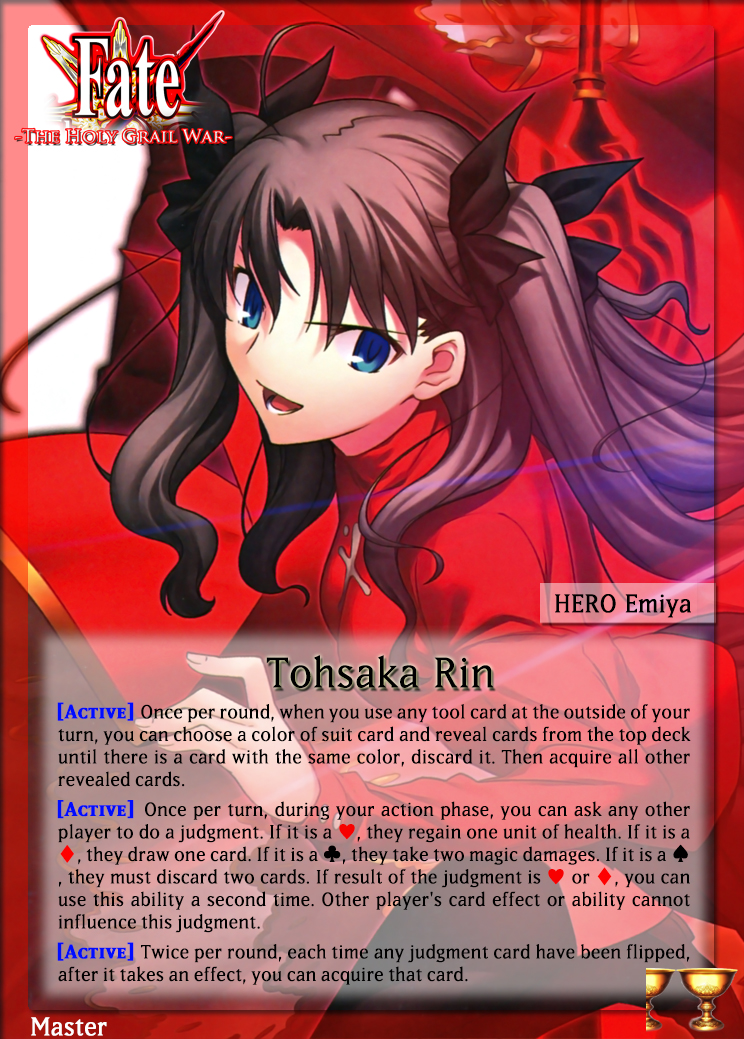 Fate
-THE HOLY GRAIL WAR-
HERO Emiya
Tohsaka Rin
[ACTIVE] Once per round, when you use any tool card at the outside of your
turn, you can choose a color of suit card and reveal cards from the top deck
until there is a card with the same color, discard it. Then acquire all other
revealed cards.
[ACTIVE] Once per turn, during your action phase, you can ask any other
player to do a judgment. If it is a ♥, they regain one unit of health. If it is a
♦, they draw one card. If it is a ♣, they take two magic damages. If it is a ♠
, they must discard two cards. If result of the judgment is ♥ or ♦, you can
use this ability a second time. Other player's card effect or ability cannot
influence this judgment.
[ACTIVE] Twice per round, each time any judgment card have been flipped,
after it takes an effect, you can acquire that card.
Master